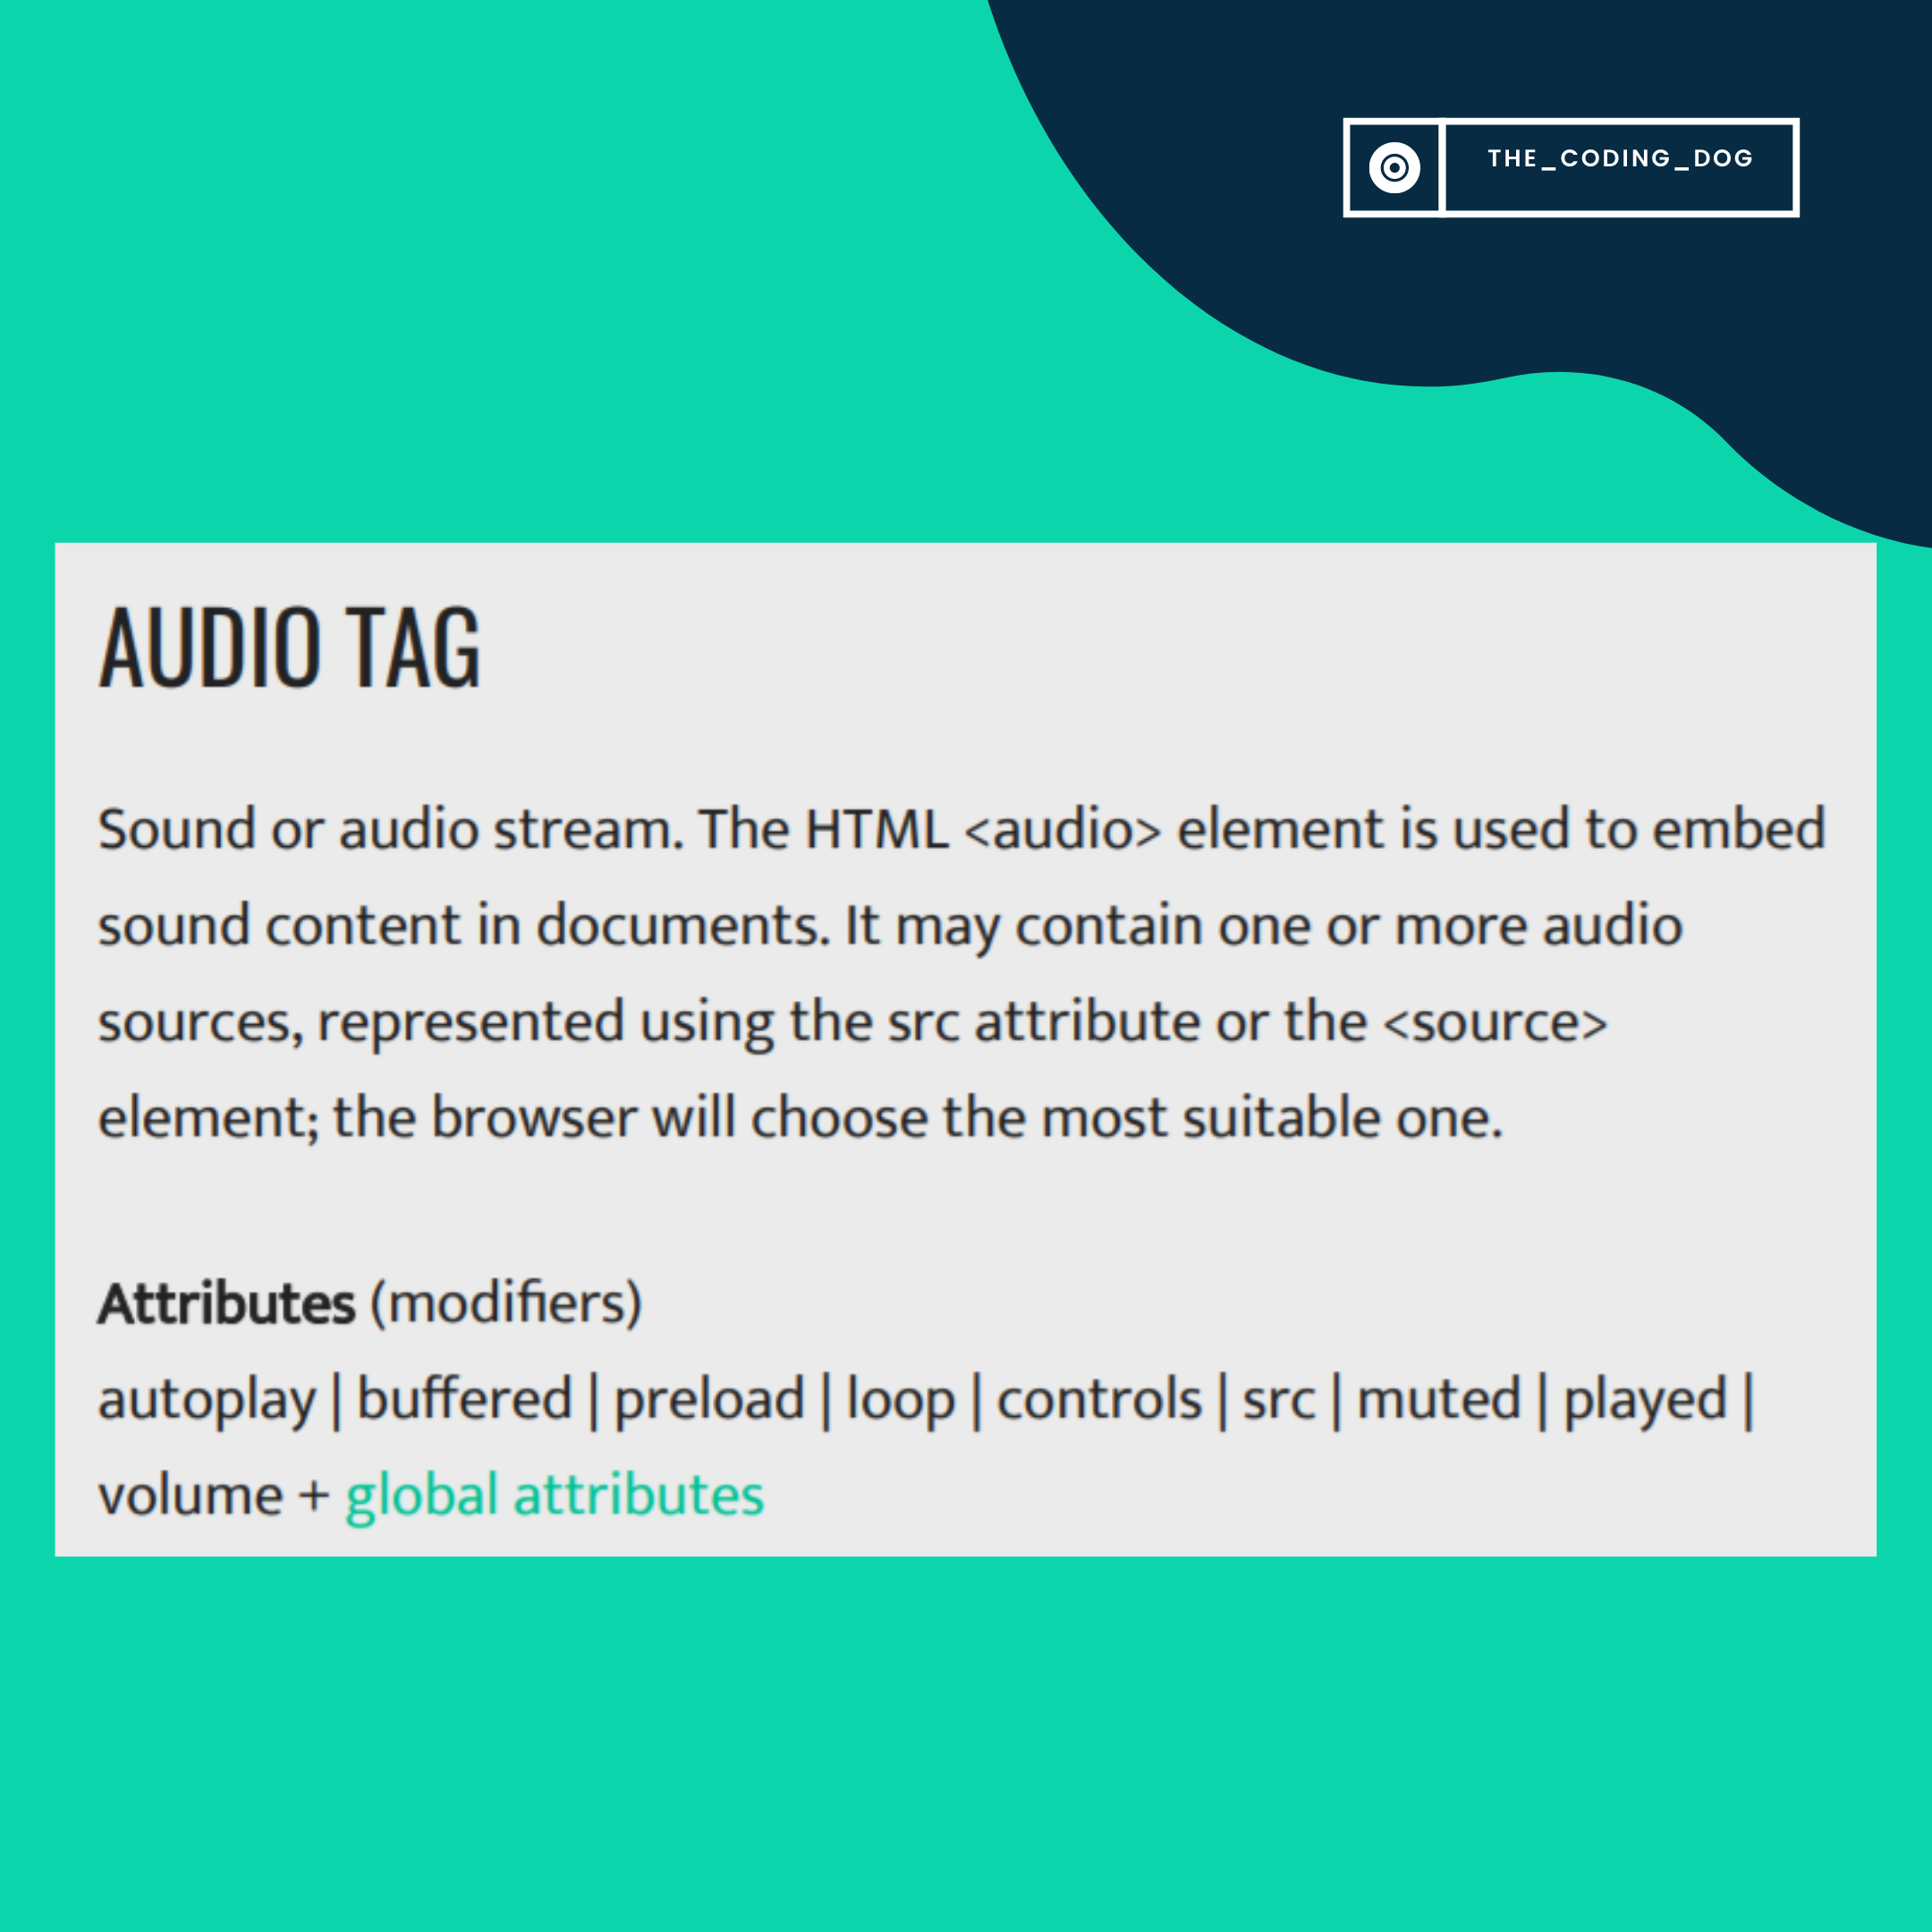 THE_CODING_DOG
AUDIO TAG
Sound or audio stream. The HTML <audio> element is used to embed
sound content in documents. It may contain one or more audio
sources, represented using the src attribute or the <source>
element; the browser will choose the most suitable one.
Attributes (modifiers)
autoplay | buffered | preload | loop | controls | src | muted | played |
volume + global attributes